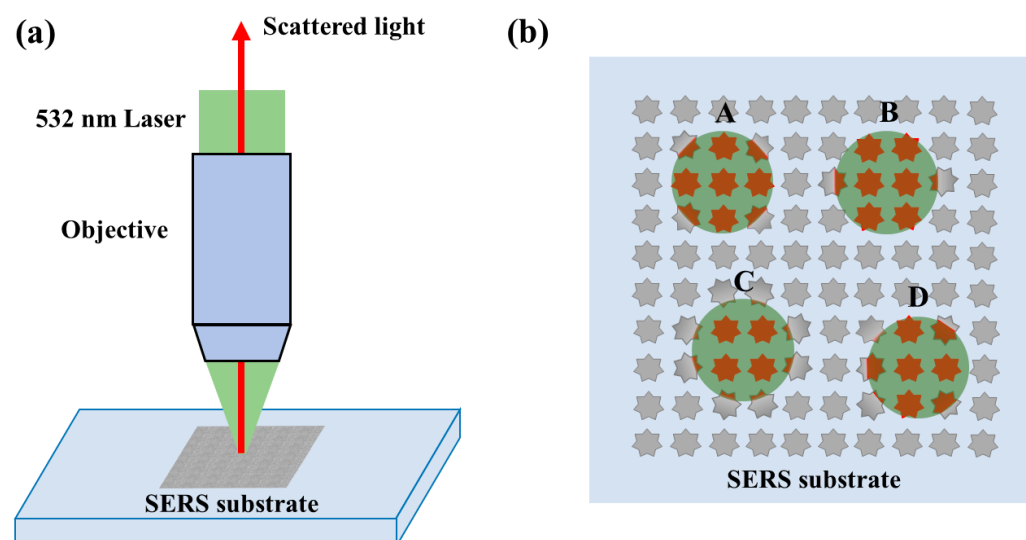 (a)
Scattered light
532 nm Laser
Objective
SERS substrate
(b)
A
B
C
D
SERS substrate